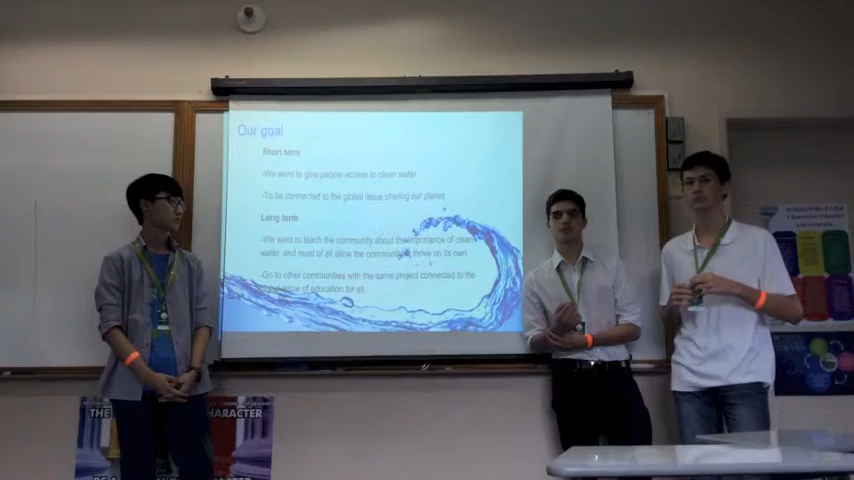 Our goal
Short term
-We want to give people access to clean water
-To be connected to the global issue sharing our planet
Long term
-We want to teach the community about the importance of clean
water, and most of all allow the community thrive on its own
-Go to other communities with the same project connected to the
global issue of education for all
THE
CHARACTER